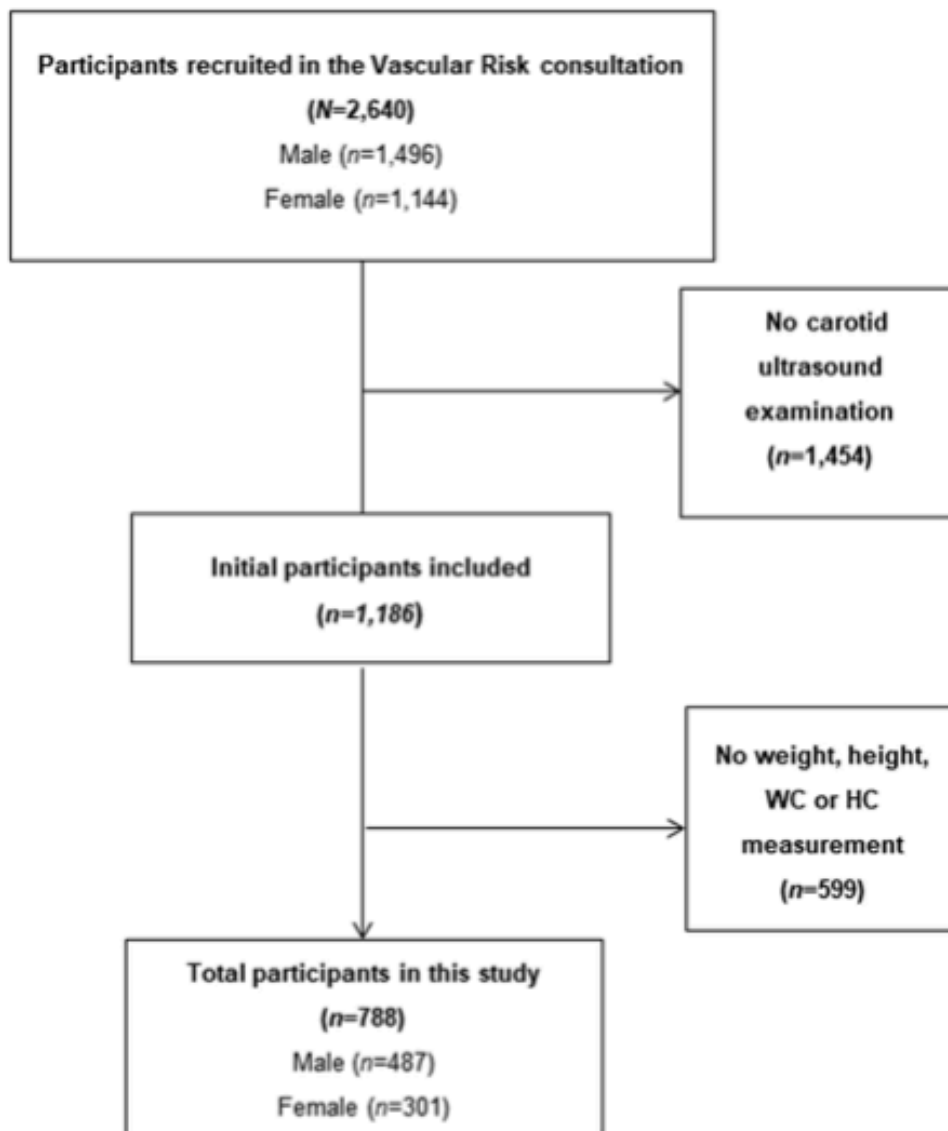 Participants recruited in the Vascular Risk consultation
(N=2,640)
Male (n=1,496)
Female (n=1,144)
No carotid
ultrasound
examination
(n=1,454)
Initial participants included
(n=1,186)
No weight, height,
WC or HC
measurement
(n=599)
Total participants in this study
(n=788)
Male (n=487)
Female (n=301)